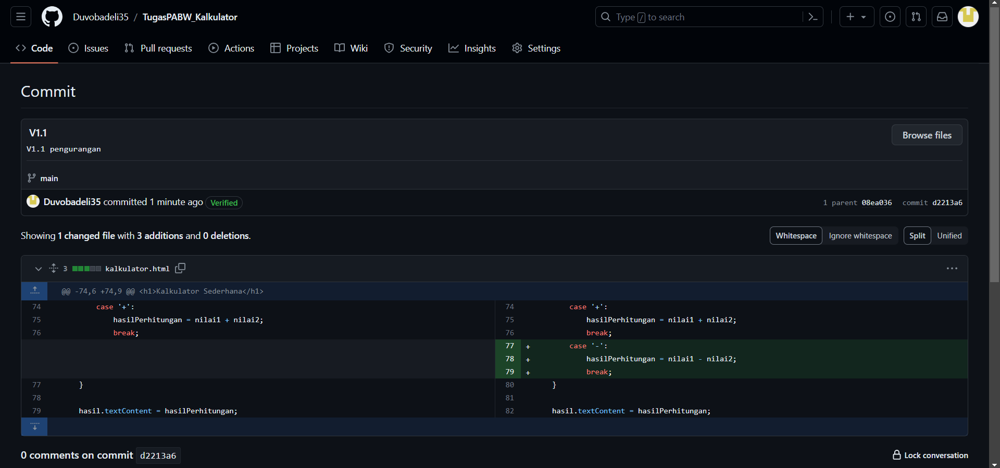 Duvobadeli35 / TugasPABW_Kalkulator
Type / to search
Code Issues Pull requests Actions Projects Wiki Security Insights Settings
Commit
V1.1
Browse files
V1.1 pengurangan
main
Duvobadeli35 committed 1 minute ago Verified
1 parent 08ea036 commit d2213a6
Showing 1 changed file with 3 additions and 0 deletions.
Whitespace Ignore whitespace Split Unified
3 kalkulator.html
@@ -74,6 +74,9 @@ <h1>Kalkulator Sederhana</h1>
74 case '+': 74 case '+':
75 hasilPerhitungan = nilai1 + nilai2; 75 hasilPerhitungan = nilai1 + nilai2;
76 break; 76 break;
77 + case '-':
78 + hasilPerhitungan = nilai1 - nilai2;
79 + break;
77 } 80 }
78 81
79 hasil.textContent = hasilPerhitungan; 82 hasil.textContent = hasilPerhitungan;
0 comments on commit d2213a6
Lock conversation